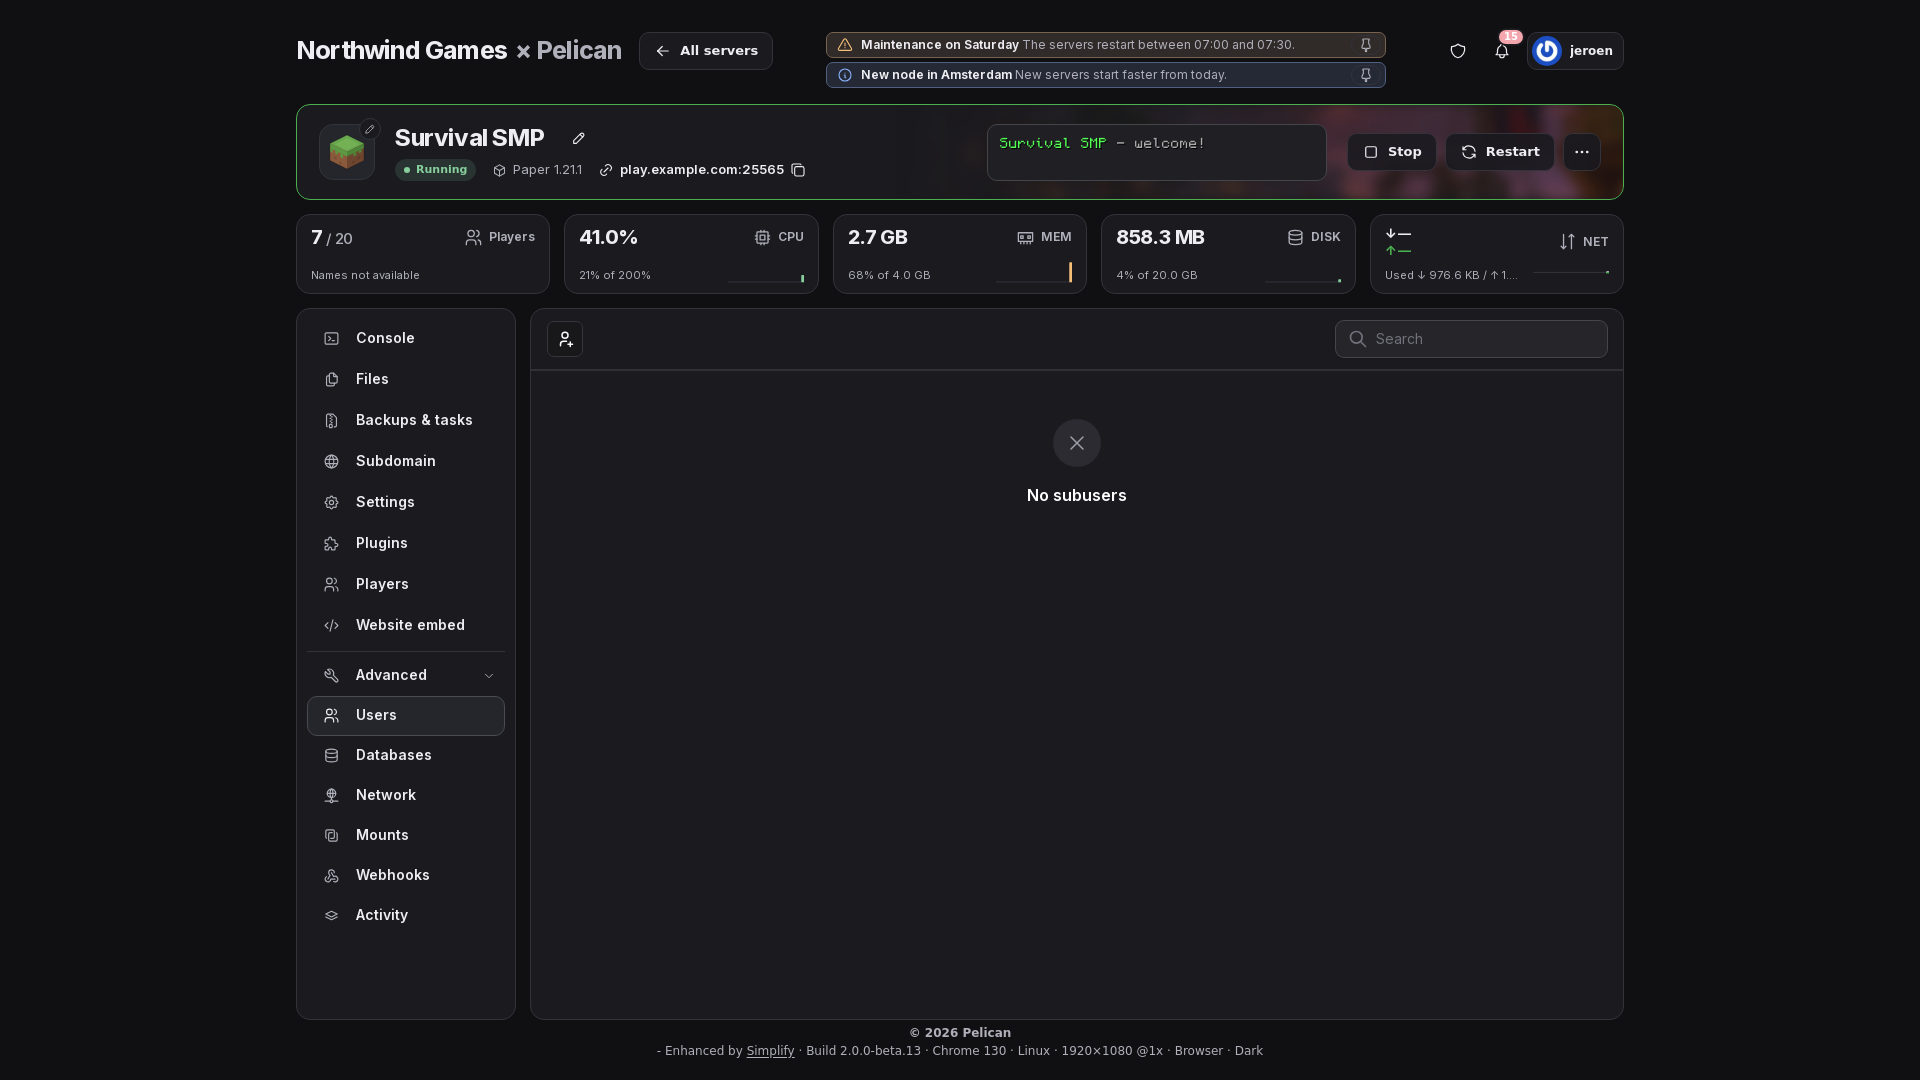 Northwind Games × Pelican
All servers
Maintenance on Saturday The servers restart between 07:00 and 07:30.
New node in Amsterdam New servers start faster from today.
15
jeroen
Survival SMP
Running
Paper 1.21.1
play.example.com:25565
Survival SMP - welcome!
Stop
Restart
7 / 20
Players
Names not available
41.0%
CPU
21% of 200%
2.7 GB
MEM
68% of 4.0 GB
858.3 MB
DISK
4% of 20.0 GB
↓—
↑—
NET
Used ↓ 976.6 KB / ↑ 1....
Console
Files
Backups & tasks
Subdomain
Settings
Plugins
Players
Website embed
Advanced
Users
Databases
Network
Mounts
Webhooks
Activity
Search
No subusers
© 2026 Pelican
- Enhanced by Simplify · Build 2.0.0-beta.13 · Chrome 130 · Linux · 1920×1080 @1x · Browser · Dark